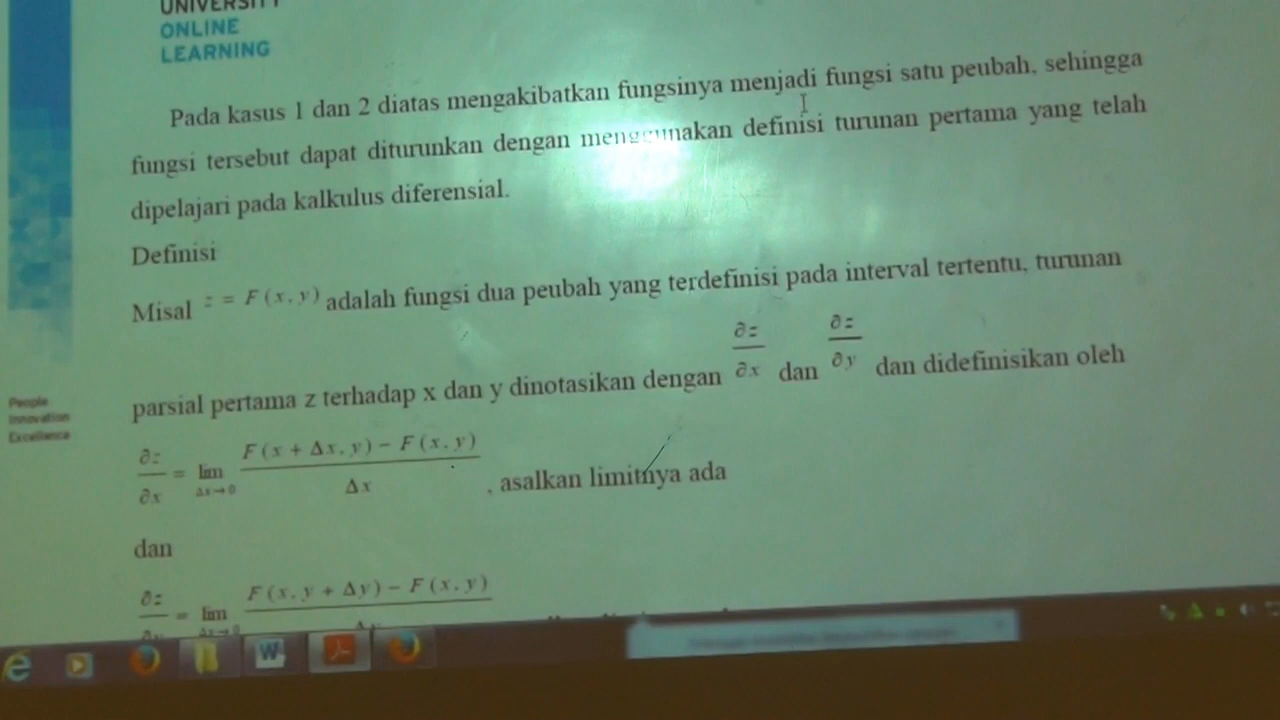 UNIVERSITY
ONLINE
LEARNING
Pada kasus 1 dan 2 diatas mengakibatkan fungsinya menjadi fungsi satu peubah, sehingga
fungsi tersebut dapat diturunkan dengan menggunakan definisi turunan pertama yang telah
dipelajari pada kalkulus diferensial.
Definisi
Misal z = F(x, y) adalah fungsi dua peubah yang terdefinisi pada interval tertentu, turunan
parsial pertama z terhadap x dan y dinotasikan dengan ∂z/∂x dan ∂z/∂y dan didefinisikan oleh
∂z/∂x = lim Δx→0 F(x + Δx, y) − F(x, y) / Δx , asalkan limitnya ada
dan
∂z = lim F(x, y + Δy) − F(x, y)
People
Innovation
Excellence
W